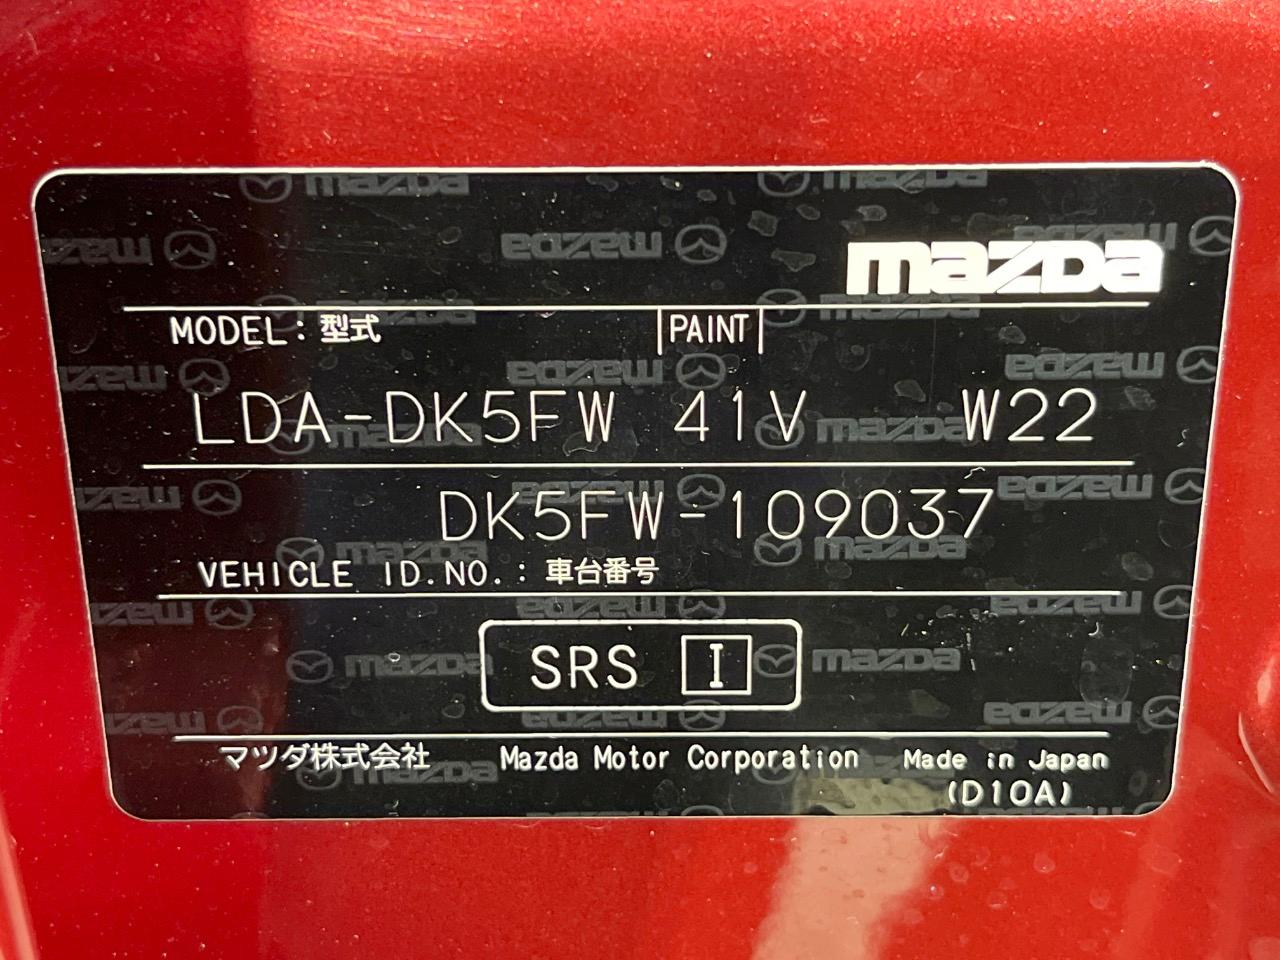 mazda
MODEL:型式 PAINT
LDA-DK5FW 41V W22
DK5FW-109037
VEHICLE ID.NO.:車台番号
SRS I
マツダ株式会社 Mazda Motor Corporation Made in Japan
(D10A)